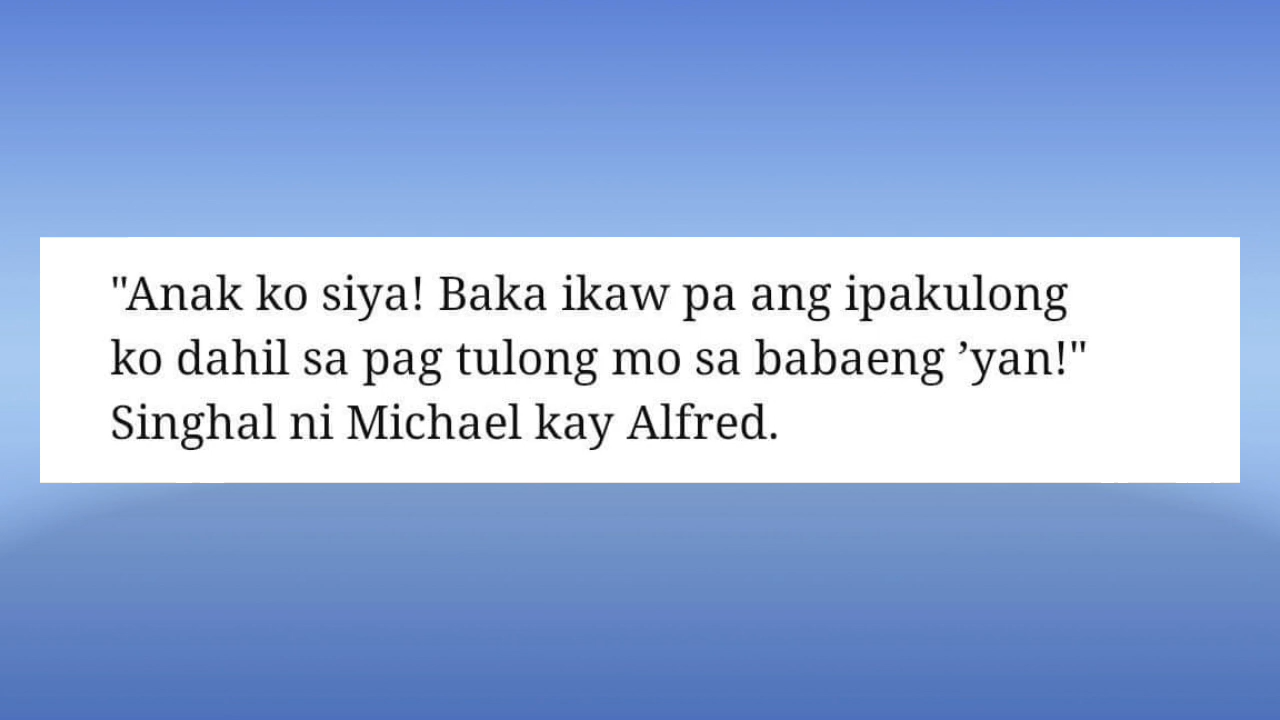 "Anak ko siya! Baka ikaw pa ang ipakulong
ko dahil sa pag tulong mo sa babaeng ’yan!"
Singhal ni Michael kay Alfred.